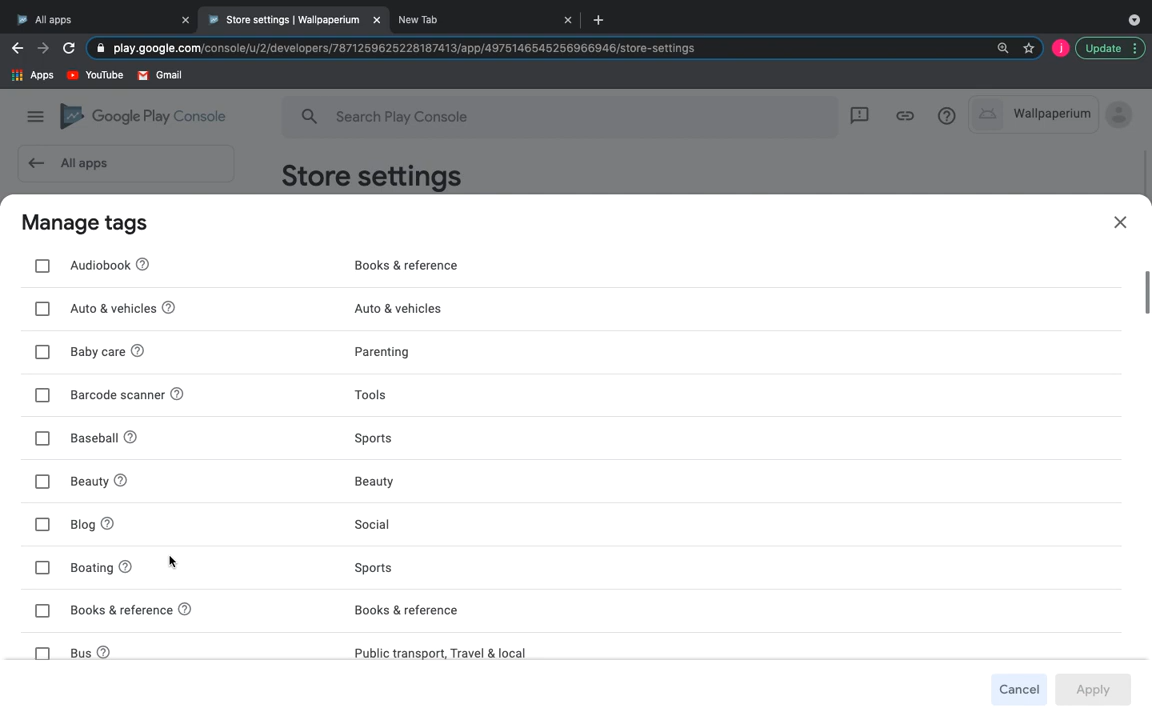 All apps
Store settings | Wallpaperium
New Tab
play.google.com/console/u/2/developers/7871259625228187413/app/4975146545256966946/store-settings
j
Update
Apps
YouTube
Gmail
Google Play Console
Search Play Console
Wallpaperium
All apps
Store settings
Manage tags
Audiobook Books & reference
Auto & vehicles Auto & vehicles
Baby care Parenting
Barcode scanner Tools
Baseball Sports
Beauty Beauty
Blog Social
Boating Sports
Books & reference Books & reference
Bus Public transport, Travel & local
Cancel Apply